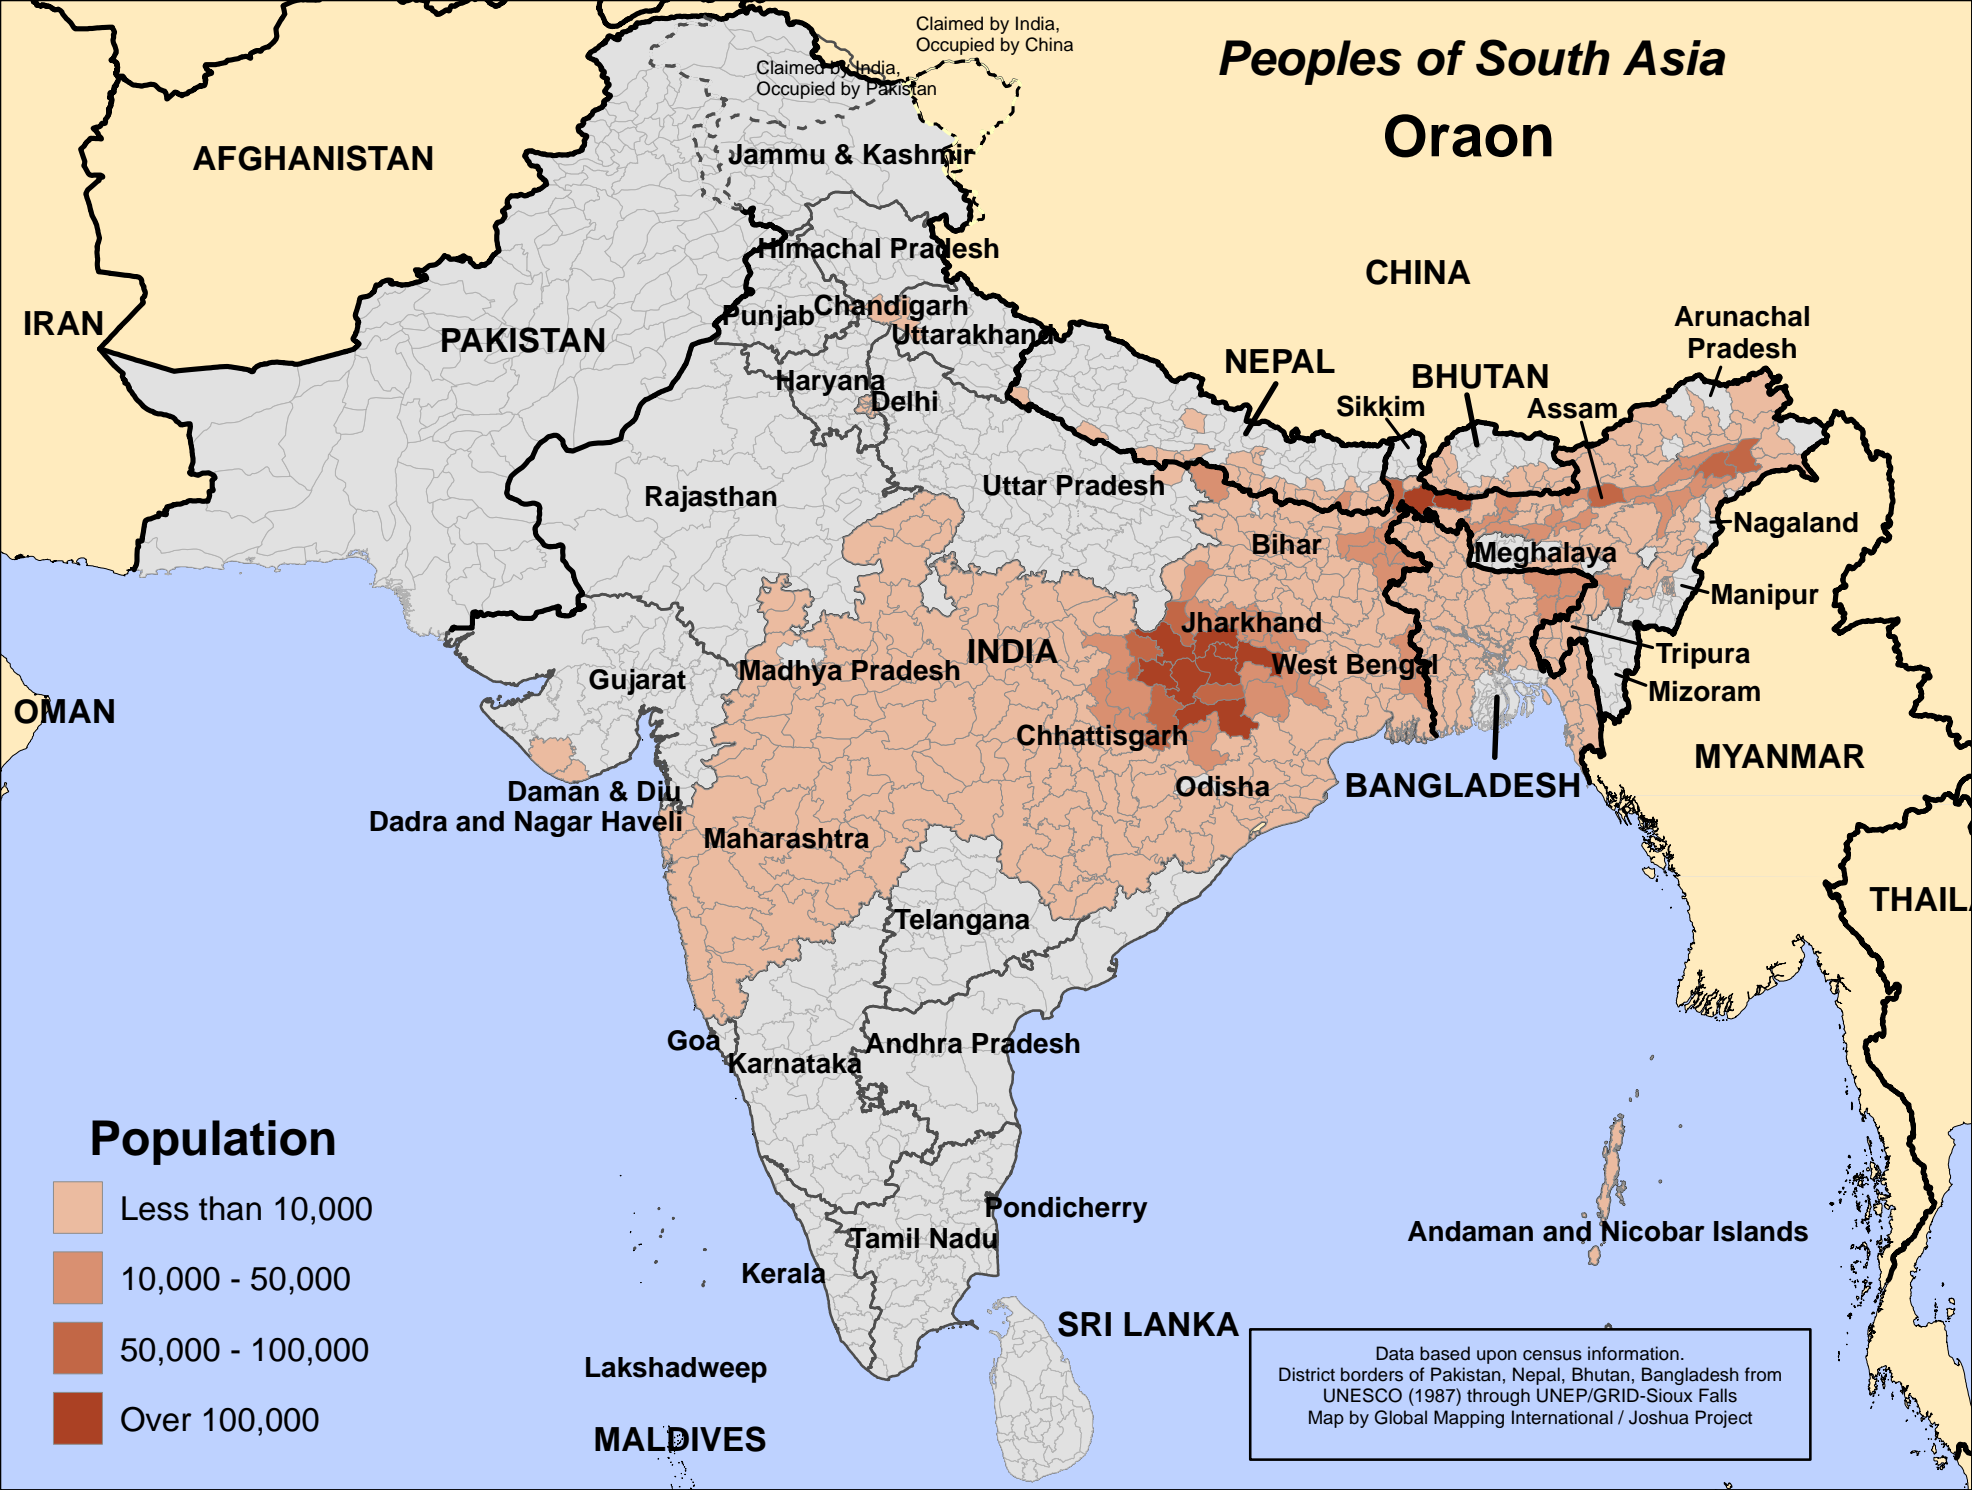 Peoples of South Asia
Oraon
Claimed by India,
Occupied by China
Claimed by India,
Occupied by Pakistan
AFGHANISTAN
Jammu & Kashmir
Himachal Pradesh
CHINA
IRAN
PAKISTAN
Punjab
Chandigarh
Uttarakhand
Arunachal
Pradesh
NEPAL
BHUTAN
Haryana
Delhi
Sikkim
Assam
Rajasthan
Uttar Pradesh
Bihar
Nagaland
Meghalaya
Manipur
Jharkhand
INDIA
West Bengal
Tripura
Madhya Pradesh
Gujarat
Mizoram
OMAN
Chhattisgarh
MYANMAR
Odisha
BANGLADESH
Daman & Diu
Dadra and Nagar Haveli
Maharashtra
THAIL
Telangana
Goa
Karnataka
Andhra Pradesh
Pondicherry
Tamil Nadu
Kerala
Andaman and Nicobar Islands
SRI LANKA
Lakshadweep
MALDIVES
Population
Less than 10,000
10,000 - 50,000
50,000 - 100,000
Over 100,000
Data based upon census information.
District borders of Pakistan, Nepal, Bhutan, Bangladesh from
UNESCO (1987) through UNEP/GRID-Sioux Falls
Map by Global Mapping International / Joshua Project